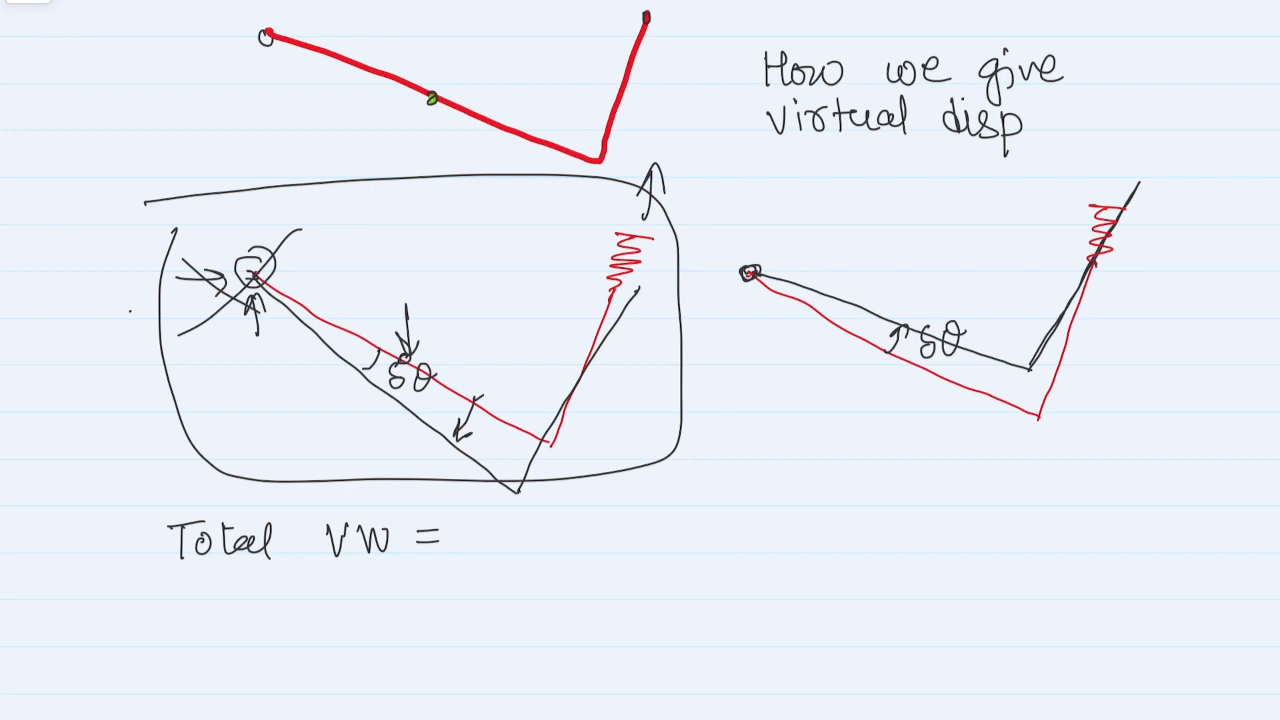 How we give
virtual disp
δθ
δθ
Total VW =